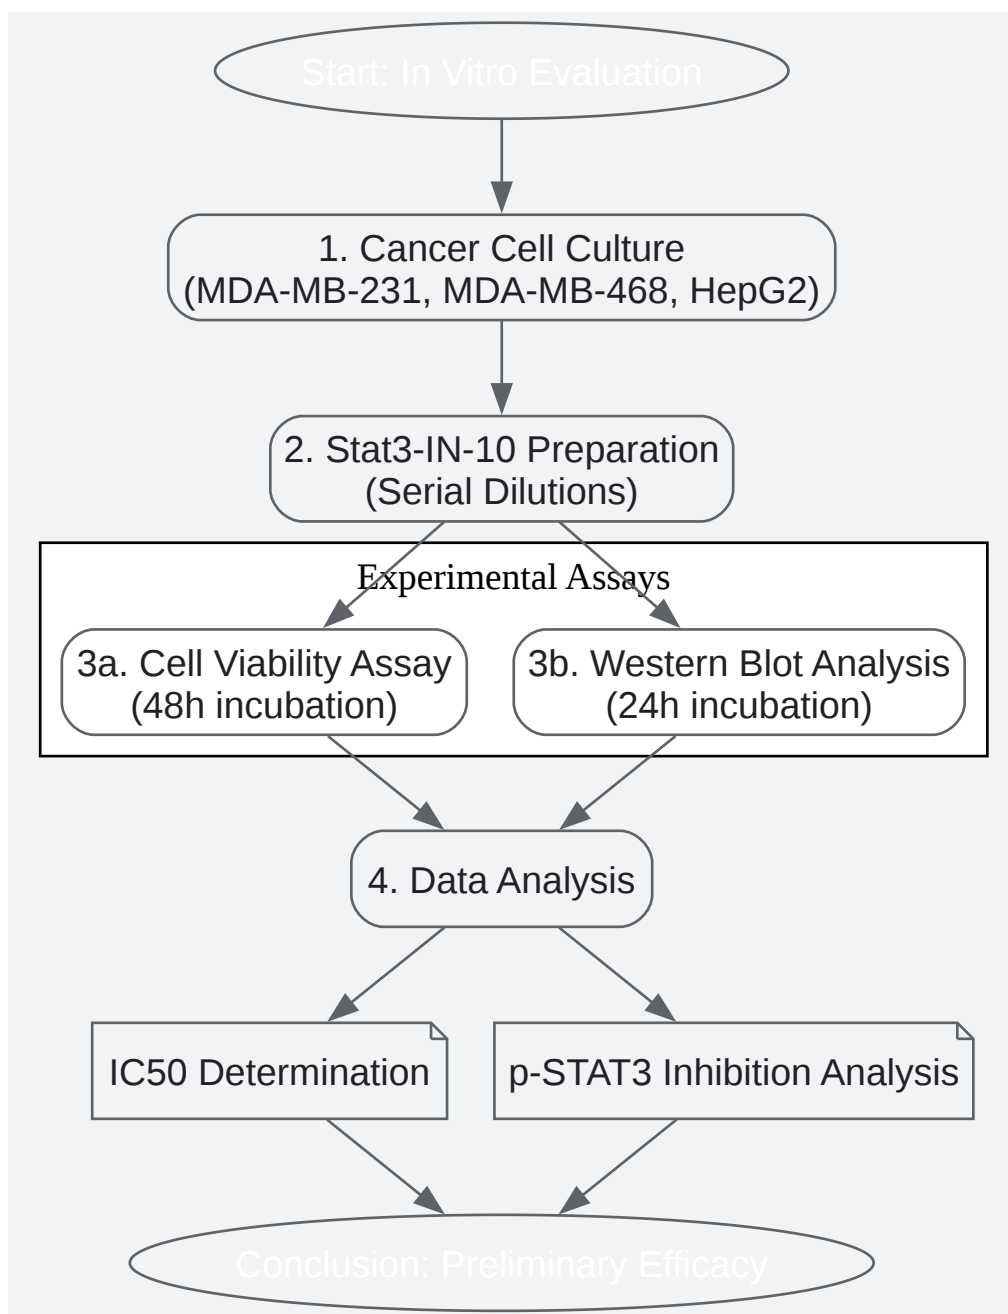 Start: In Vitro Evaluation
1. Cancer Cell Culture
(MDA-MB-231, MDA-MB-468, HepG2)
2. Stat3-IN-10 Preparation
(Serial Dilutions)
Experimental Assays
3a. Cell Viability Assay
(48h incubation)
3b. Western Blot Analysis
(24h incubation)
4. Data Analysis
IC50 Determination
p-STAT3 Inhibition Analysis
Conclusion: Preliminary Efficacy